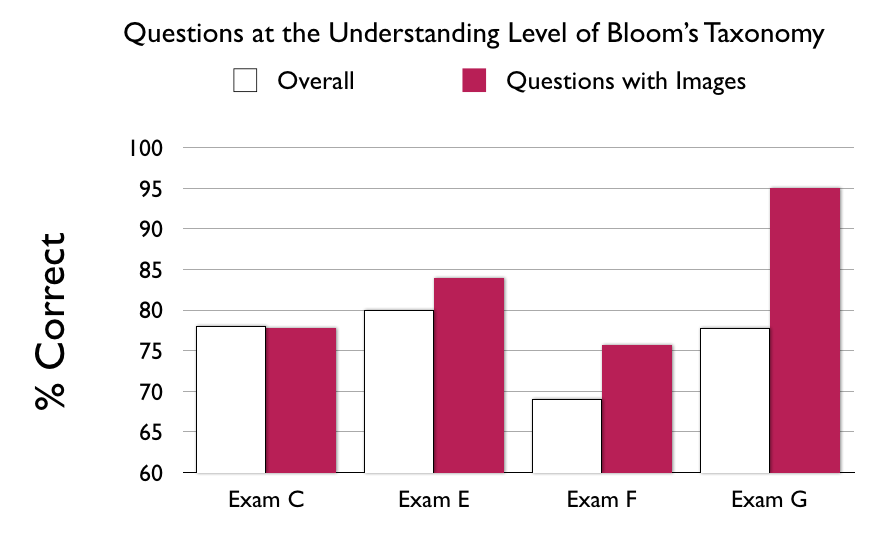 Questions at the Understanding Level of Bloom’s Taxonomy
Overall
Questions with Images
100
95
90
85
80
75
70
65
60
% Correct
Exam C
Exam E
Exam F
Exam G